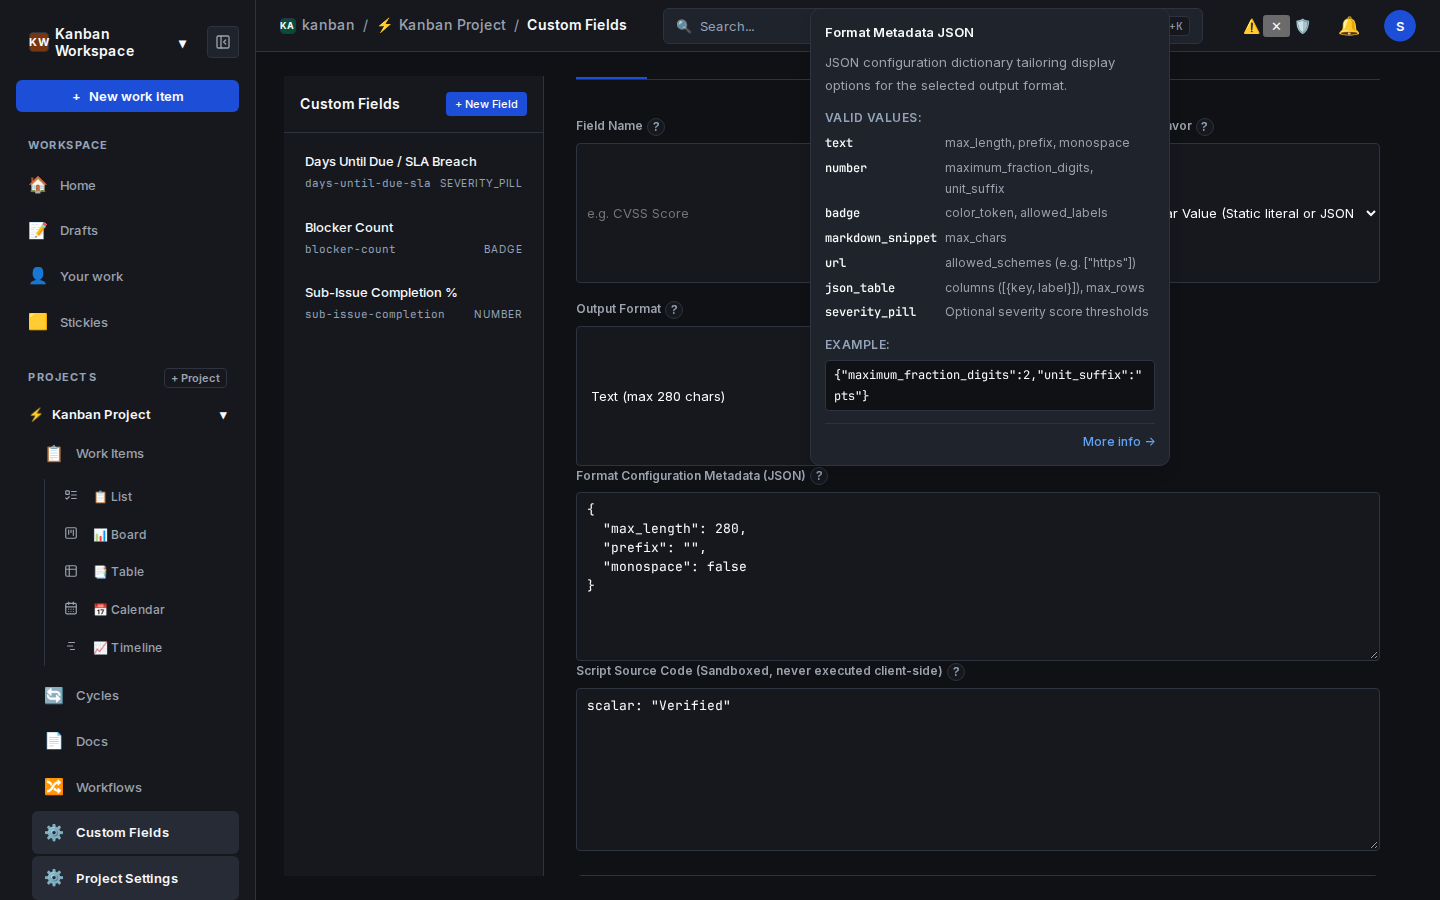 KW
Kanban Workspace
+ New work item
WORKSPACE
Home
Drafts
Your work
Stickies
PROJECTS
+ Project
Kanban Project
Work Items
List
Board
Table
Calendar
Timeline
Cycles
Docs
Workflows
Custom Fields
Project Settings
KA kanban / Kanban Project / Custom Fields
Search...
+K
S
Custom Fields
+ New Field
Days Until Due / SLA Breach
days-until-due-sla SEVERITY_PILL
Blocker Count
blocker-count BADGE
Sub-Issue Completion %
sub-issue-completion NUMBER
Field Name ?
e.g. CVSS Score
?
ar Value (Static literal or JSON
Output Format ?
Text (max 280 chars)
Format Metadata JSON
JSON configuration dictionary tailoring display
options for the selected output format.
VALID VALUES:
text max_length, prefix, monospace
number maximum_fraction_digits,
unit_suffix
badge color_token, allowed_labels
markdown_snippet max_chars
url allowed_schemes (e.g. ["https"])
json_table columns ([{key, label}]), max_rows
severity_pill Optional severity score thresholds
EXAMPLE:
{"maximum_fraction_digits":2,"unit_suffix":"
pts"}
More info →
Format Configuration Metadata (JSON) ?
{
"max_length": 280,
"prefix": "",
"monospace": false
}
Script Source Code (Sandboxed, never executed client-side) ?
scalar: "Verified"